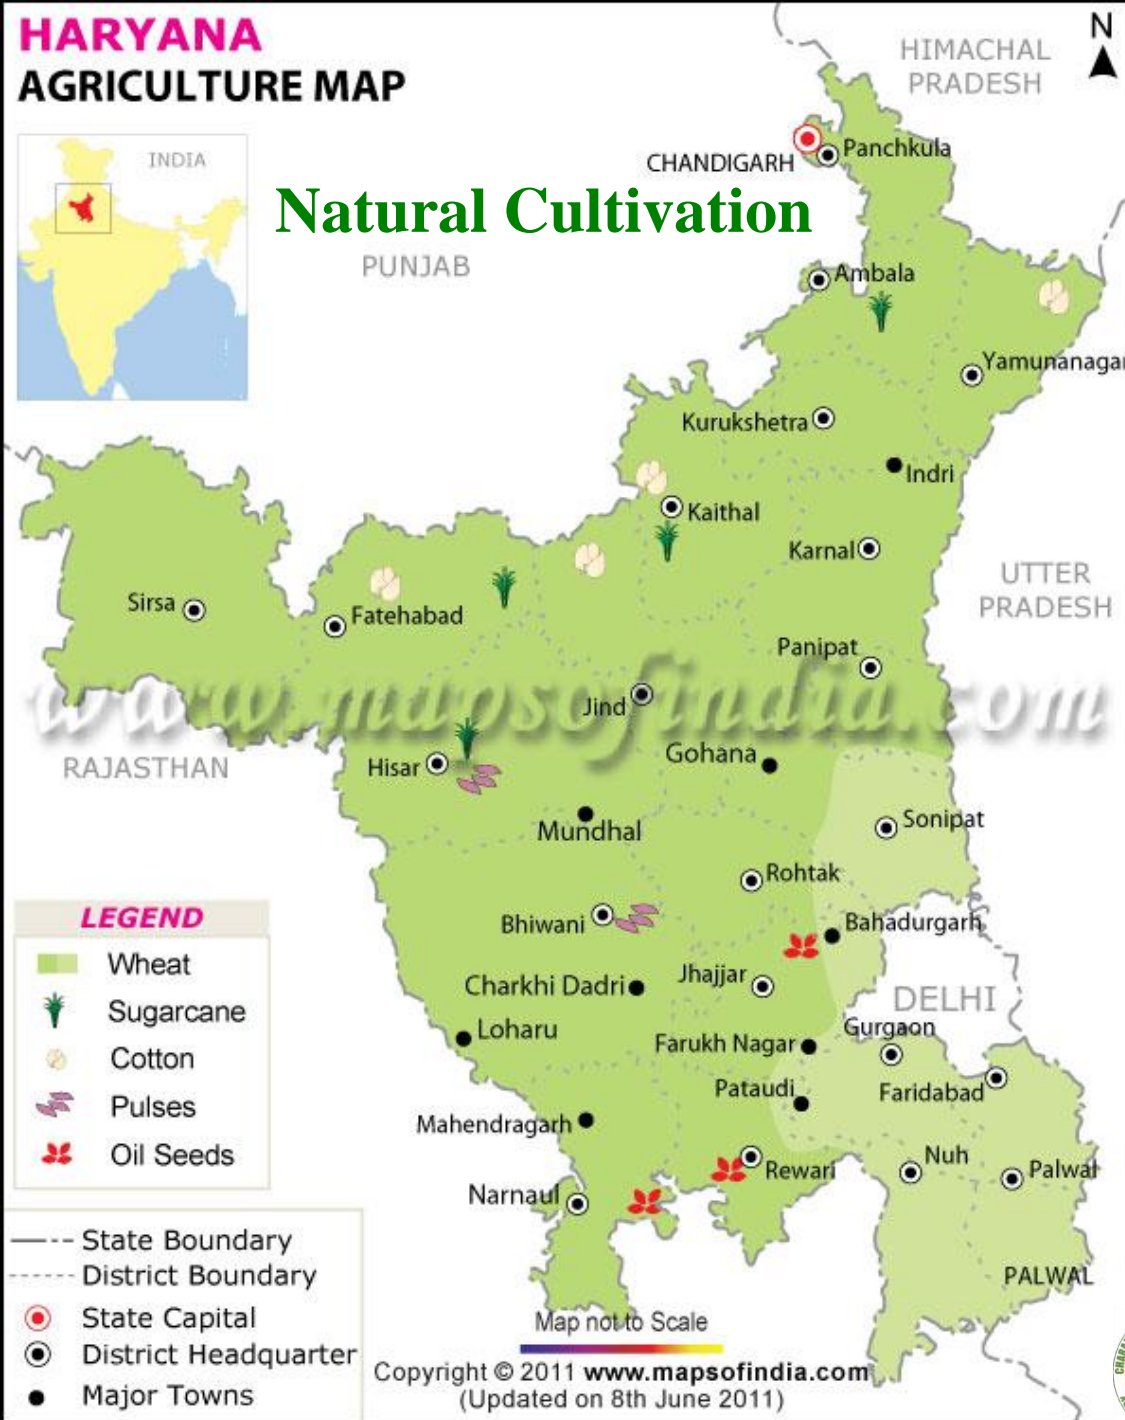 HARYANA
AGRICULTURE MAP
N
HIMACHAL
PRADESH
INDIA
Natural Cultivation
PUNJAB
CHANDIGARH
Panchkula
Ambala
Yamunanagar
Kurukshetra
Indri
Kaithal
Karnal
UTTER
PRADESH
Sirsa
Fatehabad
Panipat
www.mapsofindia.com
Jind
RAJASTHAN
Hisar
Gohana
Mundhal
Sonipat
Rohtak
Bhiwani
Bahadurgarh
Charkhi Dadri
Jhajjar
DELHI
Loharu
Farukh Nagar
Gurgaon
Pataudi
Faridabad
Mahendragarh
Rewari
Nuh
Palwal
Narnaul
PALWAL
LEGEND
Wheat
Sugarcane
Cotton
Pulses
Oil Seeds
State Boundary
District Boundary
State Capital
District Headquarter
Major Towns
Map not to Scale
Copyright © 2011 www.mapsofindia.com
(Updated on 8th June 2011)